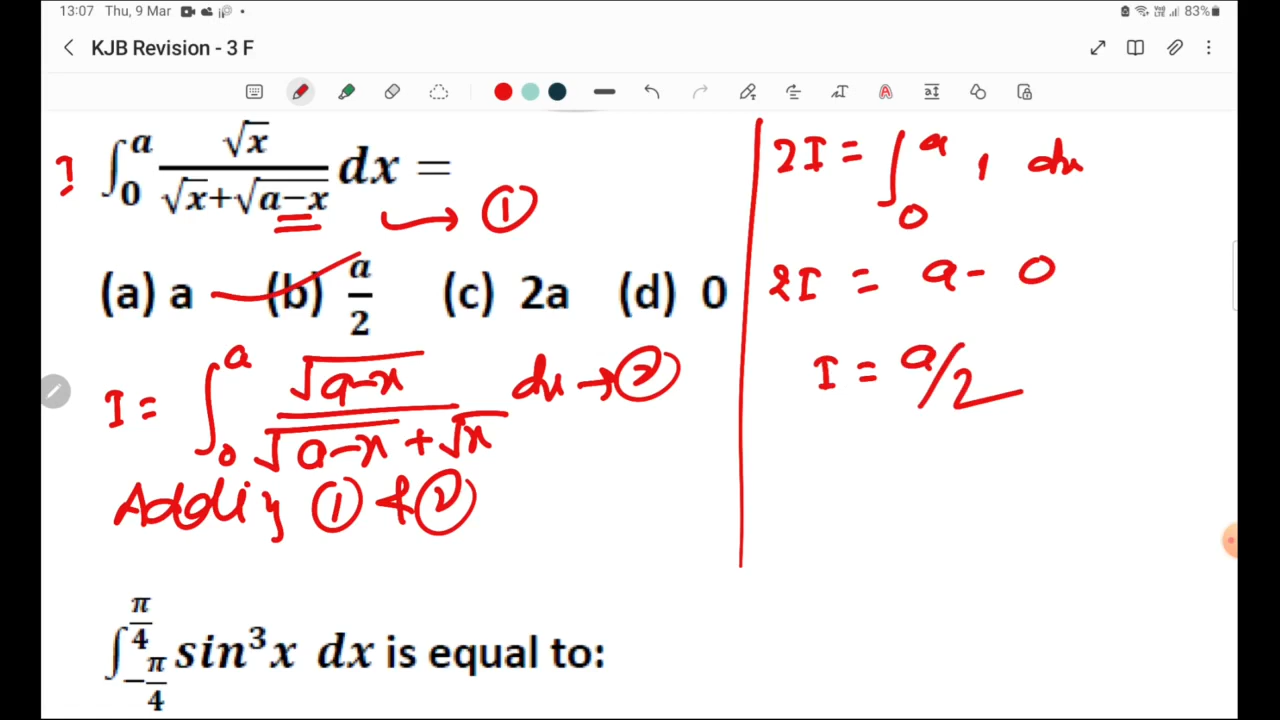 13:07 Thu, 9 Mar 83%
KJB Revision - 3 F
I ∫₀ᵃ √x/(√x+√(a−x)) dx =
→ ①
(a) a (b) a/2 (c) 2a (d) 0
I = ∫₀ᵃ √(a-x)/(√(a-x) + √x) dx → ②
Adding ① & ②
2I = ∫₀ᵃ 1 dx
2I = a - 0
I = a/2
∫_{-π/4}^{π/4} sin³x dx is equal to: